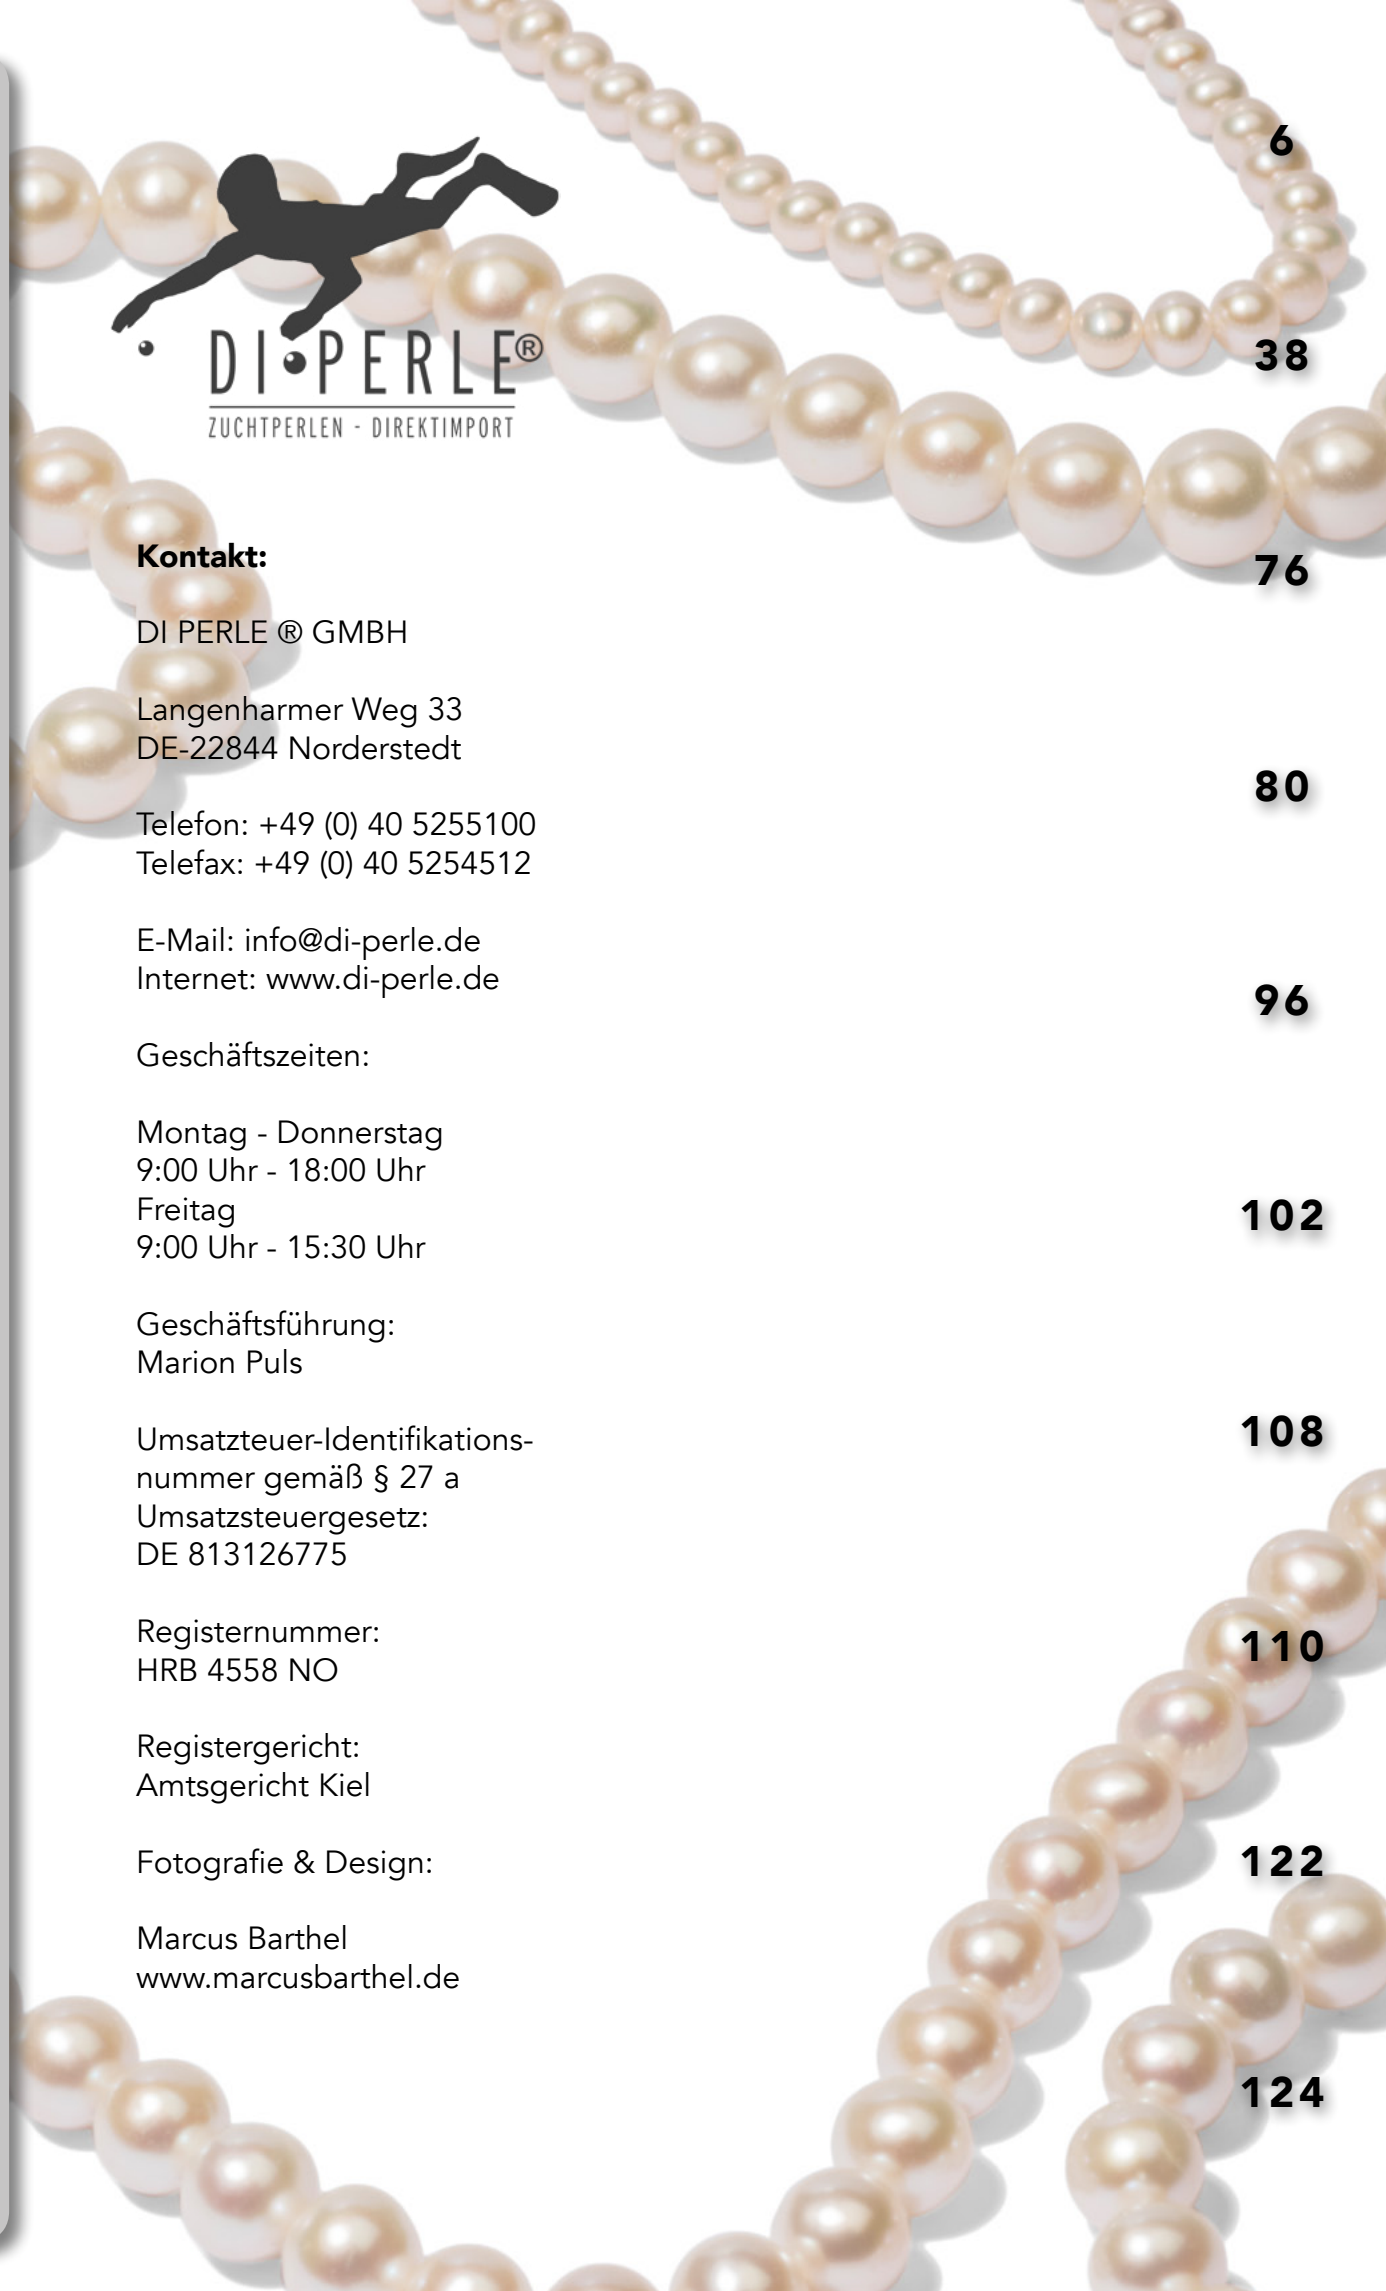 DI PERLE®
ZUCHTPERLEN - DIREKTIMPORT
Kontakt:
DI PERLE ® GMBH
Langenharmer Weg 33
DE-22844 Norderstedt
Telefon: +49 (0) 40 5255100
Telefax: +49 (0) 40 5254512
E-Mail: info@di-perle.de
Internet: www.di-perle.de
Geschäftszeiten:
Montag - Donnerstag
9:00 Uhr - 18:00 Uhr
Freitag
9:00 Uhr - 15:30 Uhr
Geschäftsführung:
Marion Puls
Umsatzteuer-Identifikations-
nummer gemäß § 27 a
Umsatzsteuergesetz:
DE 813126775
Registernummer:
HRB 4558 NO
Registergericht:
Amtsgericht Kiel
Fotografie & Design:
Marcus Barthel
www.marcusbarthel.de
6
38
76
80
96
102
108
110
122
124